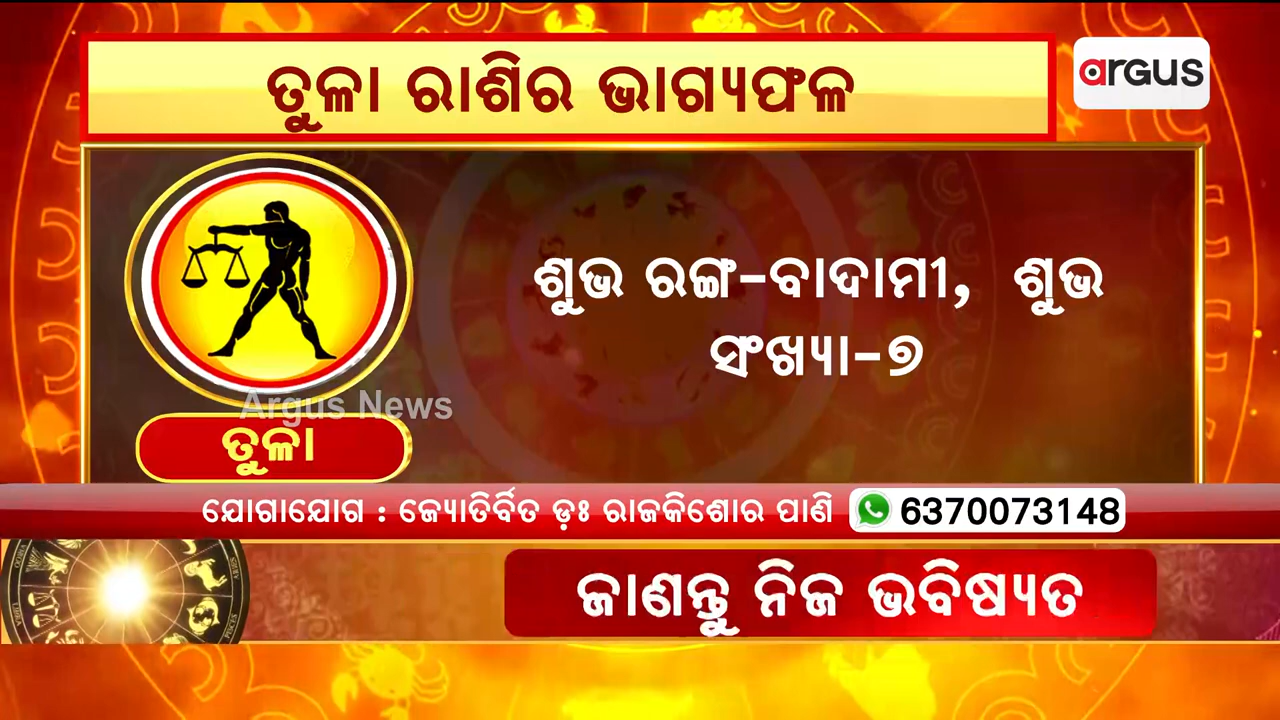 ତୁଳା ରାଶିର ଭାଗ୍ୟଫଳ
argus
ଶୁଭ ରଙ୍ଗ-ବାଦାମୀ, ଶୁଭ
ସଂଖ୍ୟା-୭
Argus News
ତୁଳା
ଯୋଗାଯୋଗ : ଜ୍ୟୋତିର୍ବିତ ଡ଼ଃ ରାଜକିଶୋର ପାଣି 6370073148
ଜାଣନ୍ତୁ ନିଜ ଭବିଷ୍ୟତ